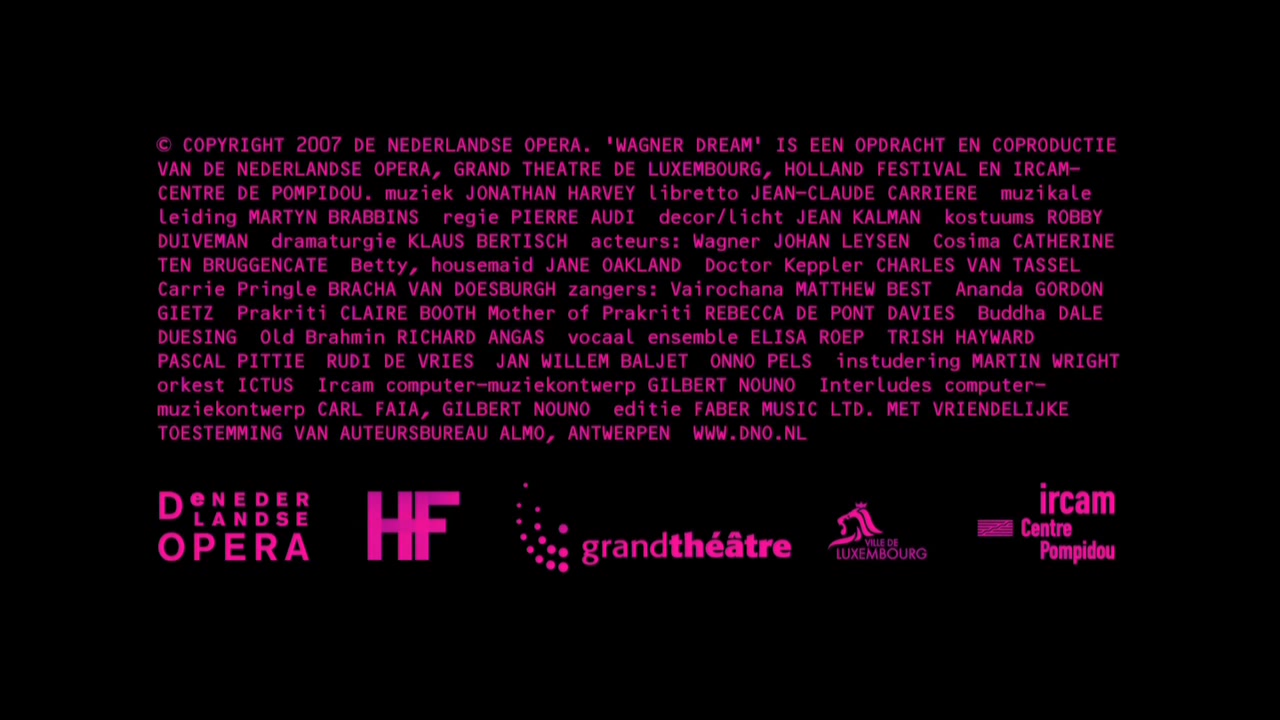 © COPYRIGHT 2007 DE NEDERLANDSE OPERA. 'WAGNER DREAM' IS EEN OPDRACHT EN COPRODUCTIE
VAN DE NEDERLANDSE OPERA, GRAND THEATRE DE LUXEMBOURG, HOLLAND FESTIVAL EN IRCAM-
CENTRE DE POMPIDOU. muziek JONATHAN HARVEY libretto JEAN-CLAUDE CARRIERE muzikale
leiding MARTYN BRABBINS regie PIERRE AUDI decor/licht JEAN KALMAN kostuums ROBBY
DUIVEMAN dramaturgie KLAUS BERTISCH acteurs: Wagner JOHAN LEYSEN Cosima CATHERINE
TEN BRUGGENCATE Betty, housemaid JANE OAKLAND Doctor Keppler CHARLES VAN TASSEL
Carrie Pringle BRACHA VAN DOESBURGH zangers: Vairochana MATTHEW BEST Ananda GORDON
GIETZ Prakriti CLAIRE BOOTH Mother of Prakriti REBECCA DE PONT DAVIES Buddha DALE
DUESING Old Brahmin RICHARD ANGAS vocaal ensemble ELISA ROEP TRISH HAYWARD
PASCAL PITTIE RUDI DE VRIES JAN WILLEM BALJET ONNO PELS instudering MARTIN WRIGHT
orkest ICTUS Ircam computer-muziekontwerp GILBERT NOUNO Interludes computer-
muziekontwerp CARL FAIA, GILBERT NOUNO editie FABER MUSIC LTD. MET VRIENDELIJKE
TOESTEMMING VAN AUTEURSBUREAU ALMO, ANTWERPEN WWW.DNO.NL
De NEDER
LANDSE
OPERA
HF
grandthéâtre
VILLE DE
LUXEMBOURG
ircam
Centre
Pompidou